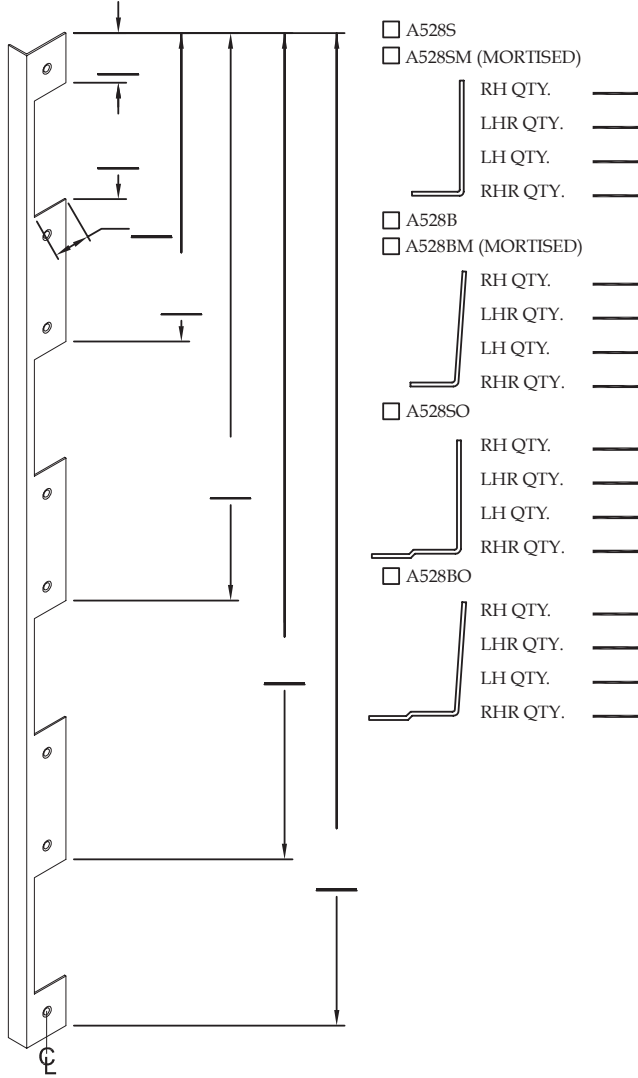 A528S
A528SM (MORTISED)
RH QTY.
LHR QTY.
LH QTY.
RHR QTY.
A528B
A528BM (MORTISED)
RH QTY.
LHR QTY.
LH QTY.
RHR QTY.
A528SO
RH QTY.
LHR QTY.
LH QTY.
RHR QTY.
A528BO
RH QTY.
LHR QTY.
LH QTY.
RHR QTY.
℄